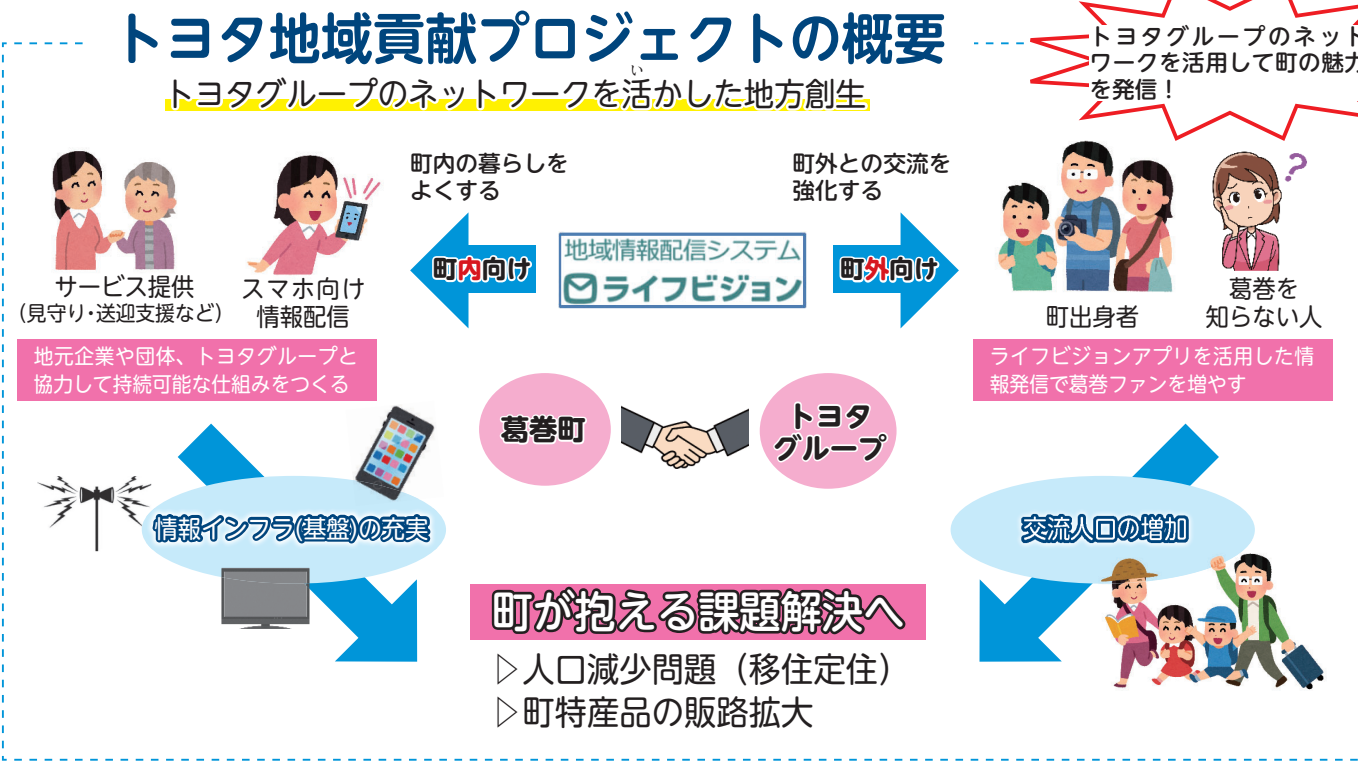 トヨタ地域貢献プロジェクトの概要
い
トヨタグループのネットワークを活かした地方創生
トヨタグループのネット
ワークを活用して町の魅力
を発信!
町内の暮らしを
よくする
町外との交流を
強化する
町内向け
地域情報配信システム
ライフビジョン
町外向け
サービス提供
(見守り・送迎支援など)
スマホ向け
情報配信
町出身者
葛巻を
知らない人
?
地元企業や団体、トヨタグループと
協力して持続可能な仕組みをつくる
ライフビジョンアプリを活用した情
報発信で葛巻ファンを増やす
葛巻町
トヨタ
グループ
情報インフラ(基盤)の充実
交流人口の増加
町が抱える課題解決へ
▷人口減少問題(移住定住)
▷町特産品の販路拡大